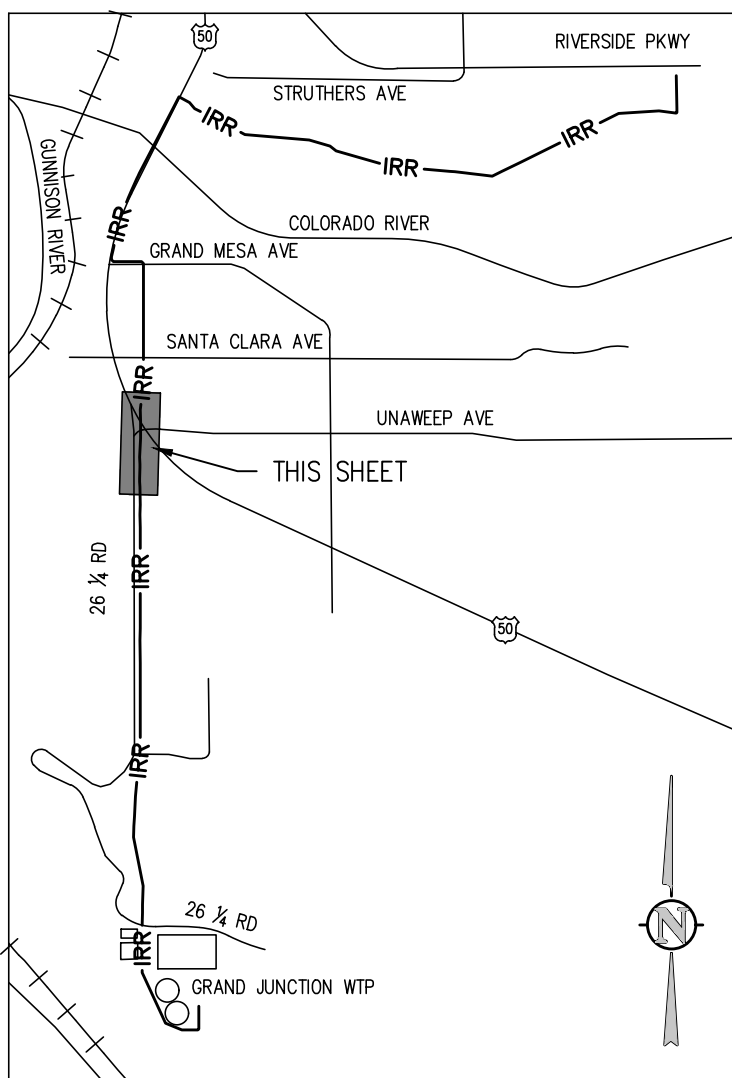 50
RIVERSIDE PKWY
STRUTHERS AVE
IRR
IRR
IRR
GUNNISON RIVER
IRR
COLORADO RIVER
GRAND MESA AVE
SANTA CLARA AVE
IRR
UNAWEEP AVE
THIS SHEET
26 ¼ RD
IRR
50
IRR
26 ¼ RD
IRR
N
GRAND JUNCTION WTP